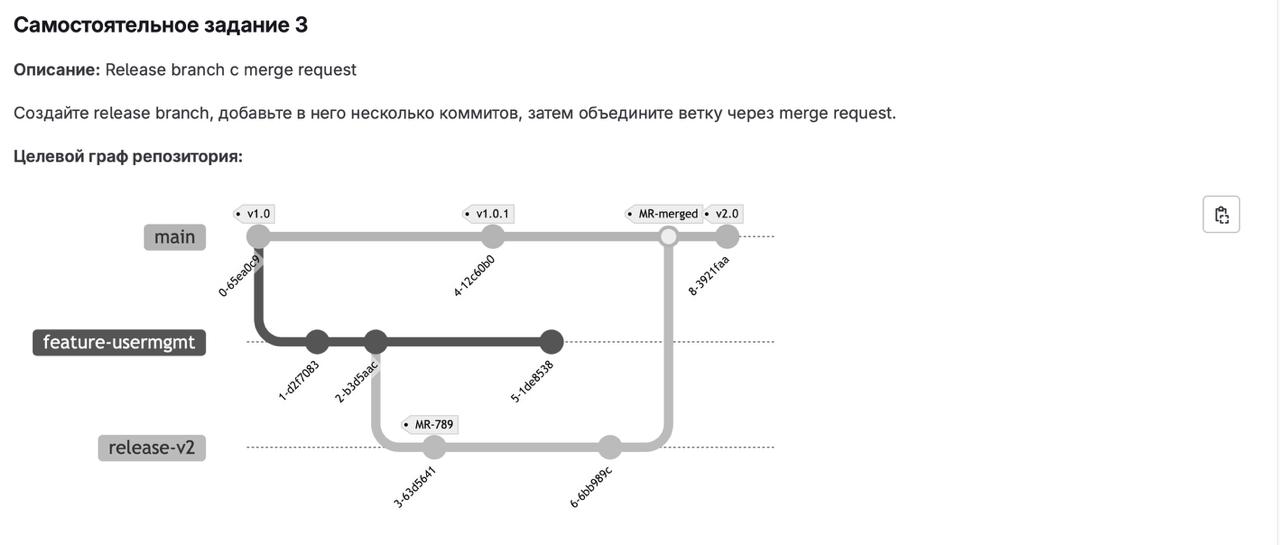 Самостоятельное задание 3
Описание: Release branch с merge request
Создайте release branch, добавьте в него несколько коммитов, затем объедините ветку через merge request.
Целевой граф репозитория:
v1.0
v1.0.1
MR-merged
v2.0
main
0-65ea0c9
4-12c60b0
8-3921faa
feature-usermgmt
1-d2f7083
2-b3d5aac
5-1de8538
MR-789
release-v2
3-63d5641
6-6bb989c